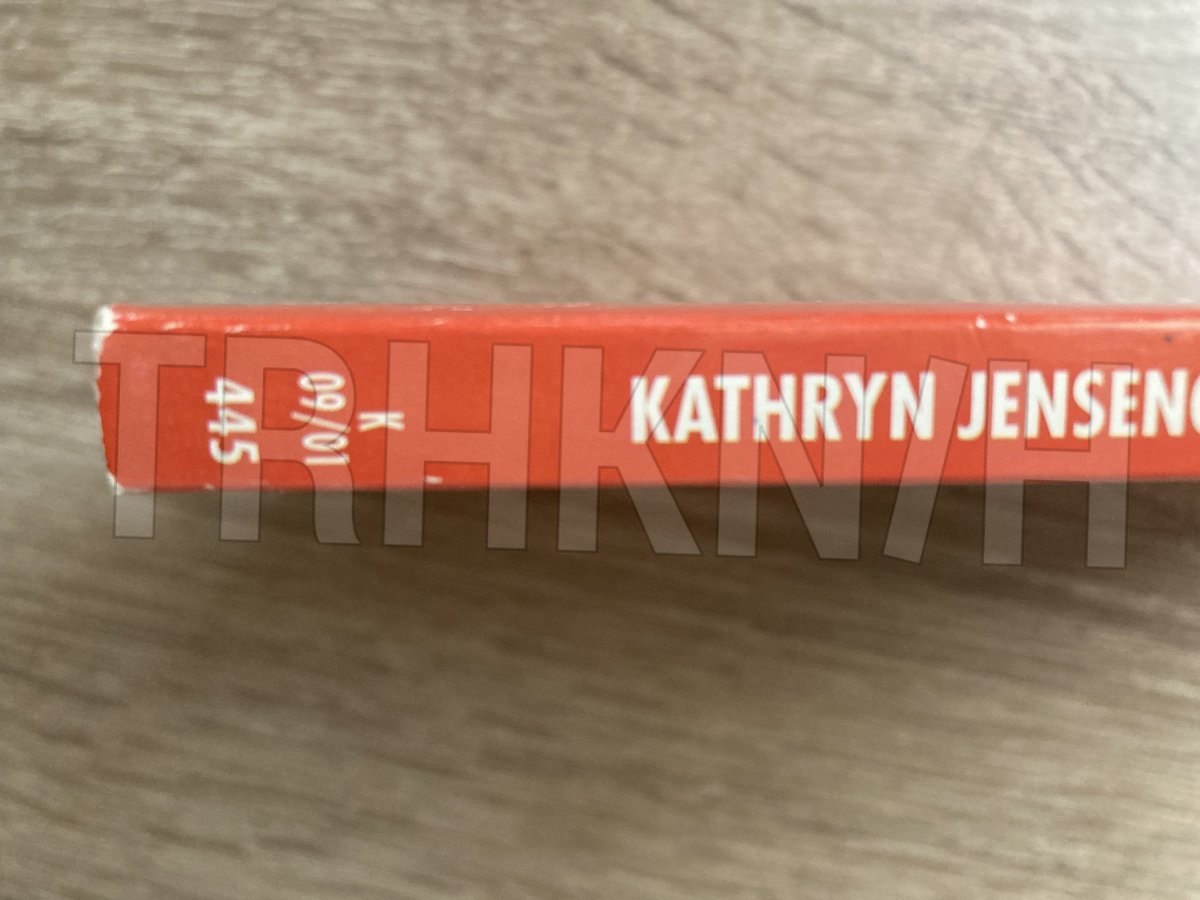 445
09/01
K
KATHRYN JENSEN
TRHKN/H